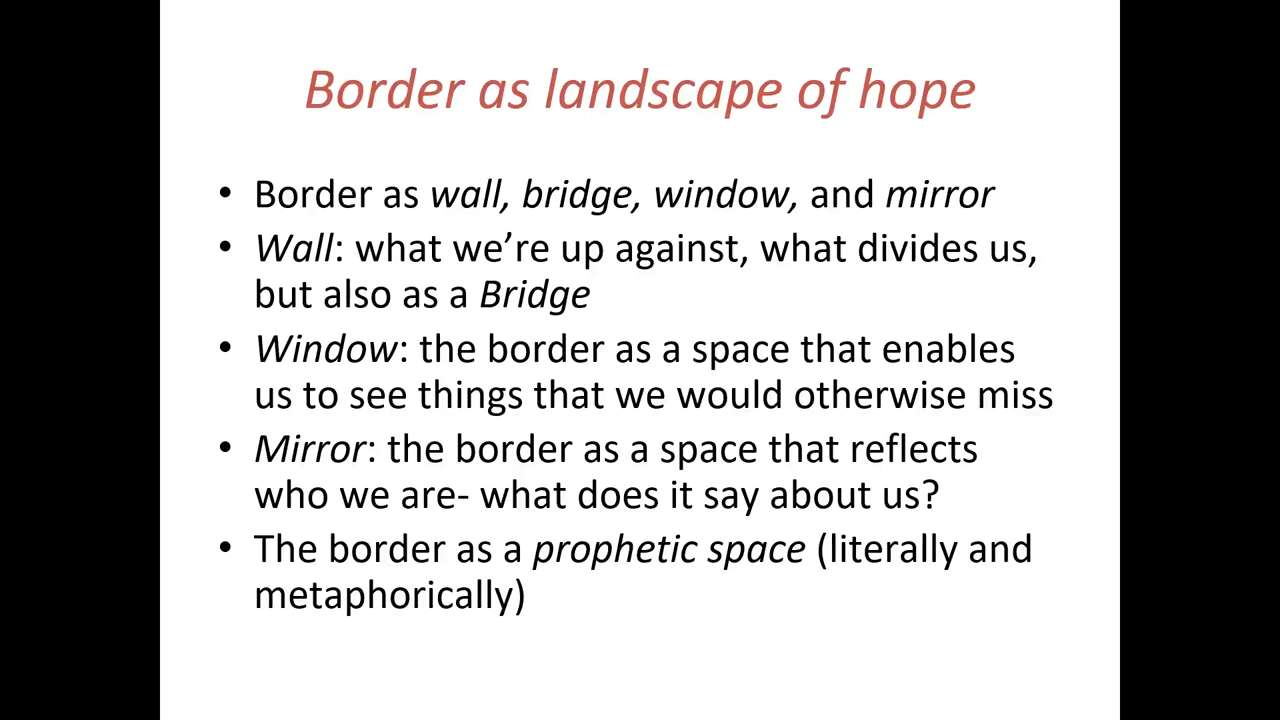 Border as landscape of hope
• Border as wall, bridge, window, and mirror
• Wall: what we’re up against, what divides us,
but also as a Bridge
• Window: the border as a space that enables
us to see things that we would otherwise miss
• Mirror: the border as a space that reflects
who we are- what does it say about us?
• The border as a prophetic space (literally and
metaphorically)